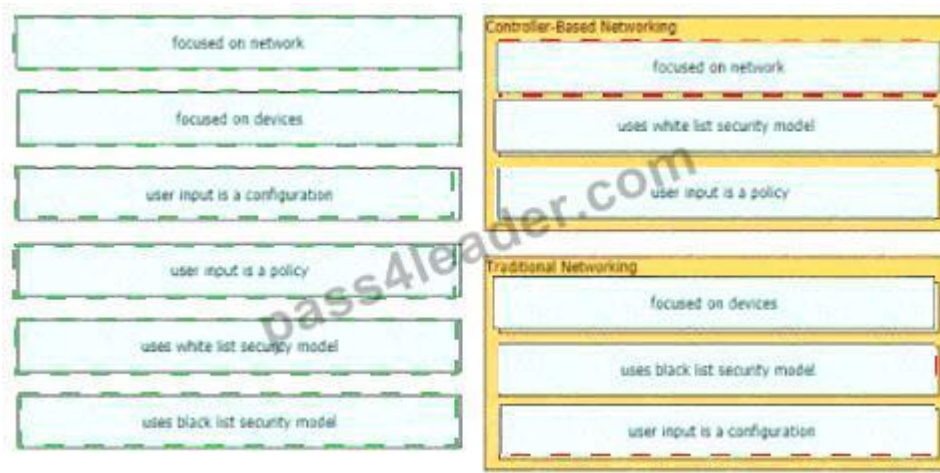 focused on network
focused on devices
user input is a configuration
user input is a policy
uses white list security model
uses black list security model
Controller-Based Networking
focused on network
uses white list security model
user input is a policy
Traditional Networking
focused on devices
uses black list security model
user input is a configuration
pass4leader.com